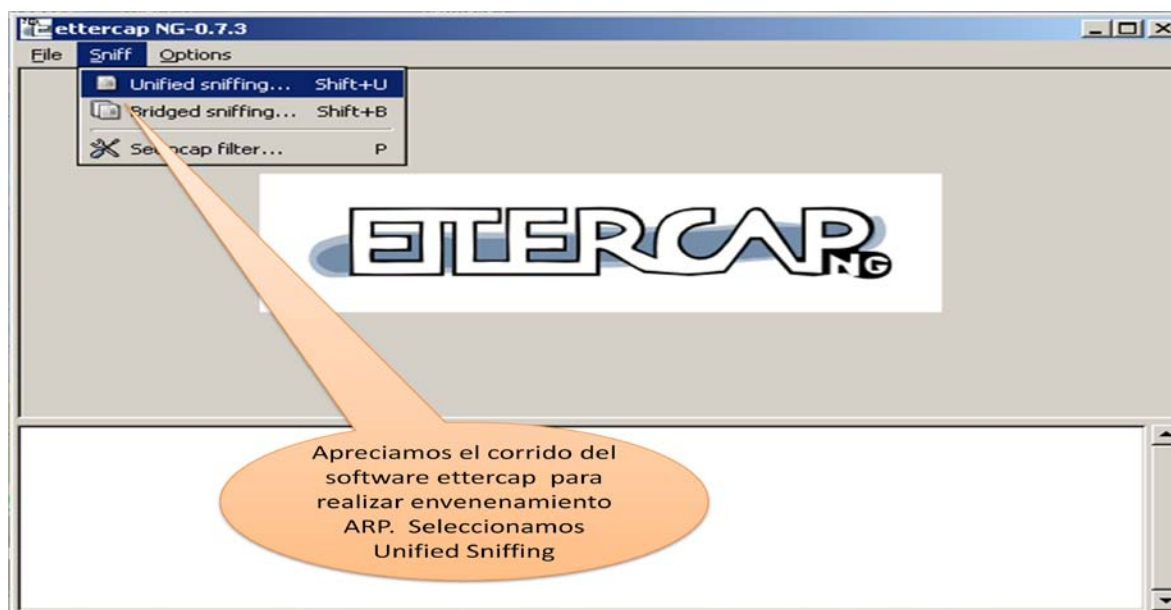 ettercap NG-0.7.3
File Sniff Options
Unified sniffing... Shift+U
Bridged sniffing... Shift+B
filter... P
ETTERCAP NG
Apreciamos el corrido del
software ettercap para
realizar envenenamiento
ARP. Seleccionamos
Unified Sniffing